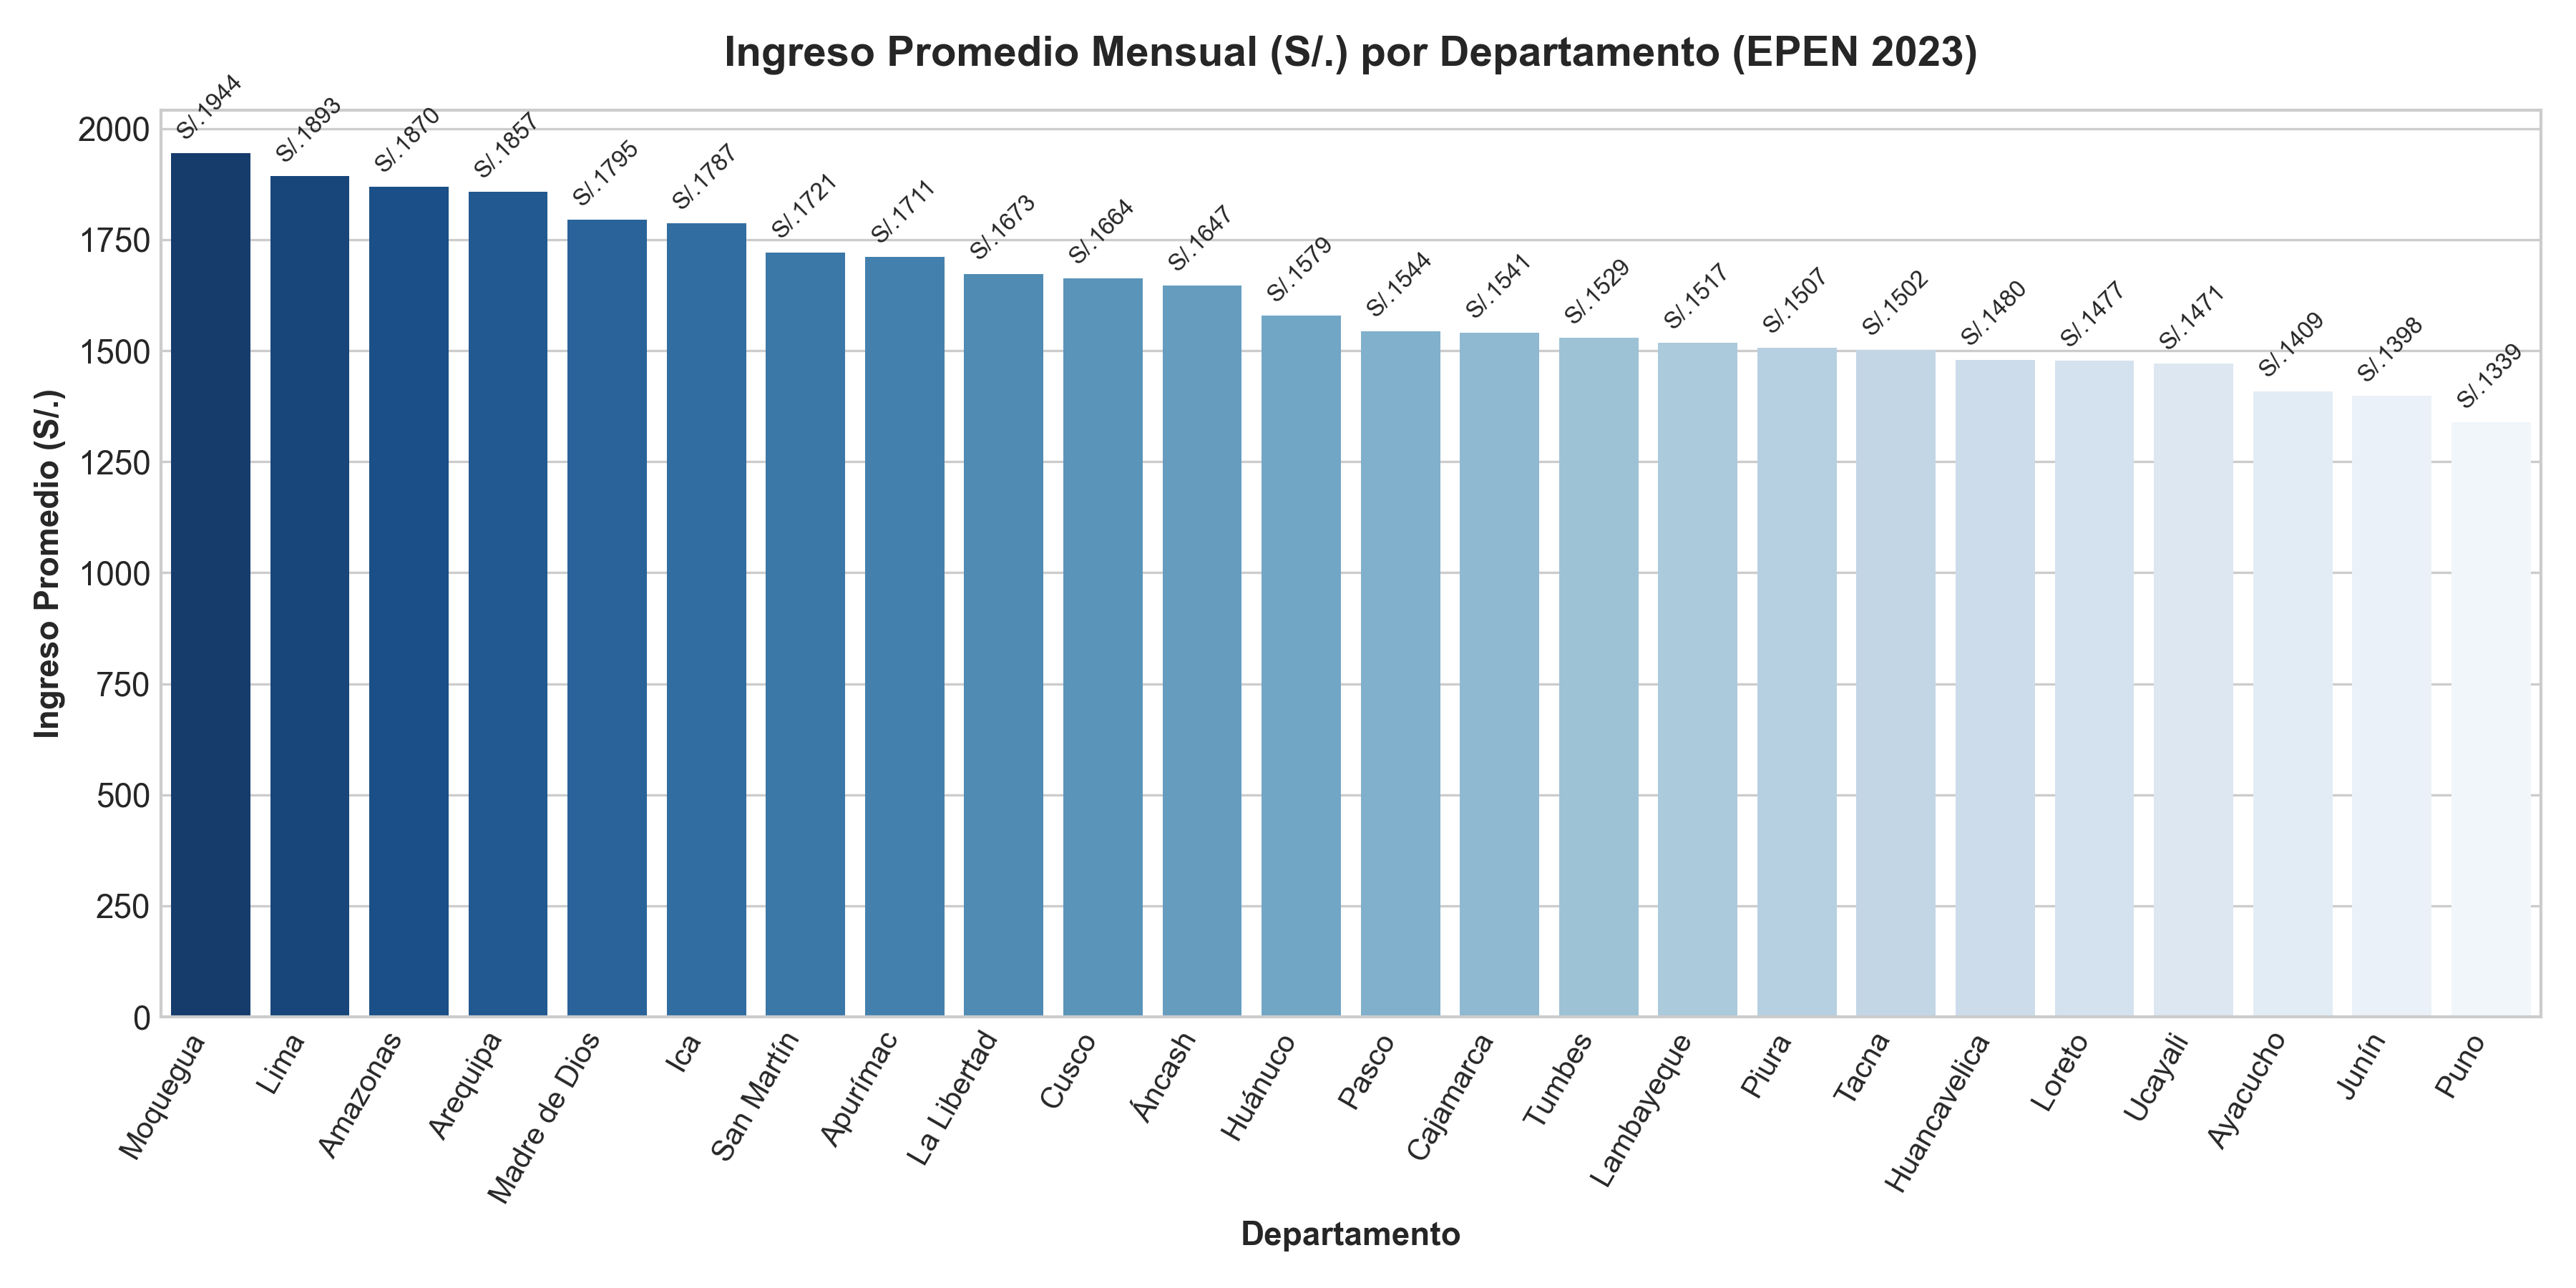 Ingreso Promedio Mensual (S/.) por Departamento (EPEN 2023)
Ingreso Promedio (S/.)
2000
1750
1500
1250
1000
750
500
250
0
S/.1944
S/.1893
S/.1870
S/.1857
S/.1795
S/.1787
S/.1721
S/.1711
S/.1673
S/.1664
S/.1647
S/.1579
S/.1544
S/.1541
S/.1529
S/.1517
S/.1507
S/.1502
S/.1480
S/.1477
S/.1471
S/.1409
S/.1398
S/.1339
Moquegua
Lima
Amazonas
Arequipa
Madre de Dios
Ica
San Martín
Apurímac
La Libertad
Cusco
Áncash
Huánuco
Pasco
Cajamarca
Tumbes
Lambayeque
Piura
Tacna
Huancavelica
Loreto
Ucayali
Ayacucho
Junín
Puno
Departamento